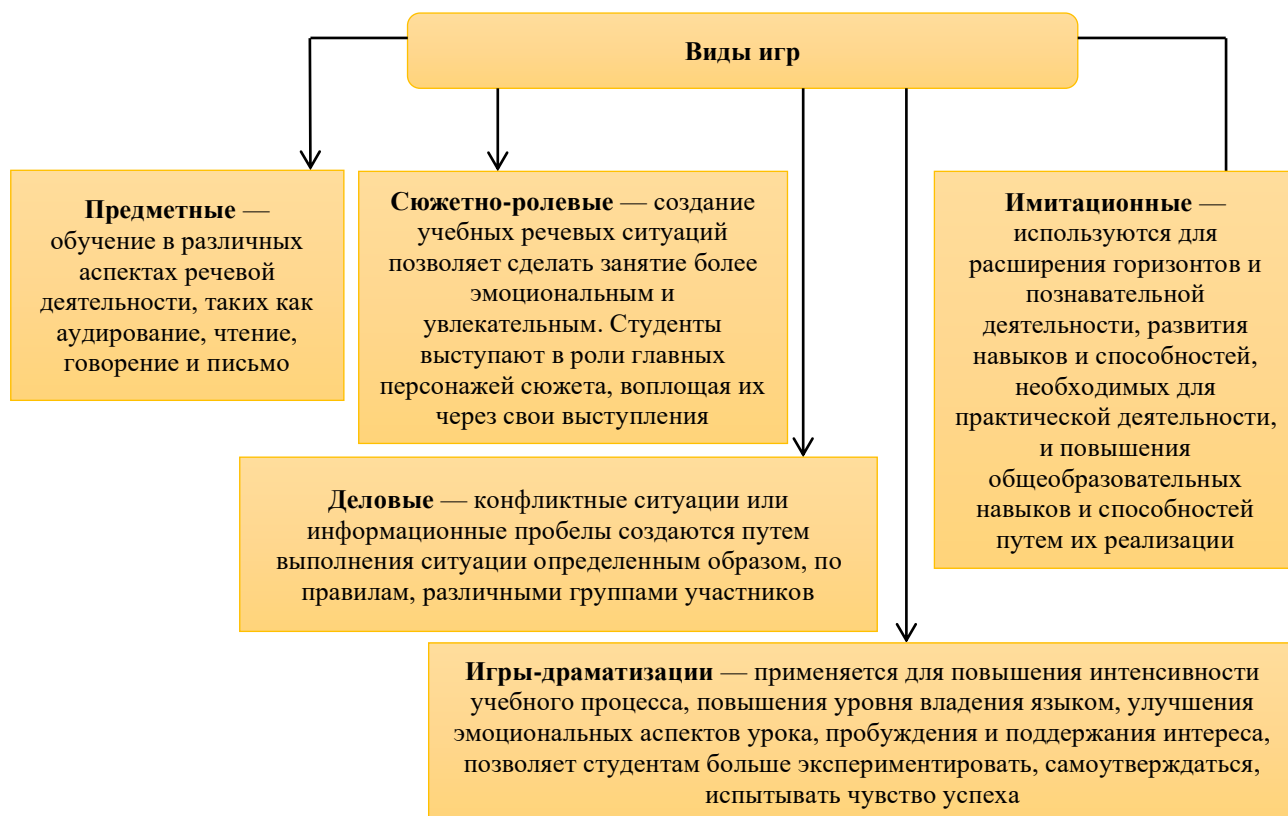 Виды игр
Предметные —
обучение в различных
аспектах речевой
деятельности, таких как
аудирование, чтение,
говорение и письмо
Сюжетно-ролевые — создание
учебных речевых ситуаций
позволяет сделать занятие более
эмоциональным и
увлекательным. Студенты
выступают в роли главных
персонажей сюжета, воплощая их
через свои выступления
Имитационные —
используются для
расширения горизонтов и
познавательной
деятельности, развития
навыков и способностей,
необходимых для
практической деятельности,
и повышения
общеобразовательных
навыков и способностей
путем их реализации
Деловые — конфликтные ситуации или
информационные пробелы создаются путем
выполнения ситуации определенным образом, по
правилам, различными группами участников
Игры-драматизации — применяется для повышения интенсивности
учебного процесса, повышения уровня владения языком, улучшения
эмоциональных аспектов урока, пробуждения и поддержания интереса,
позволяет студентам больше экспериментировать, самоутверждаться,
испытывать чувство успеха